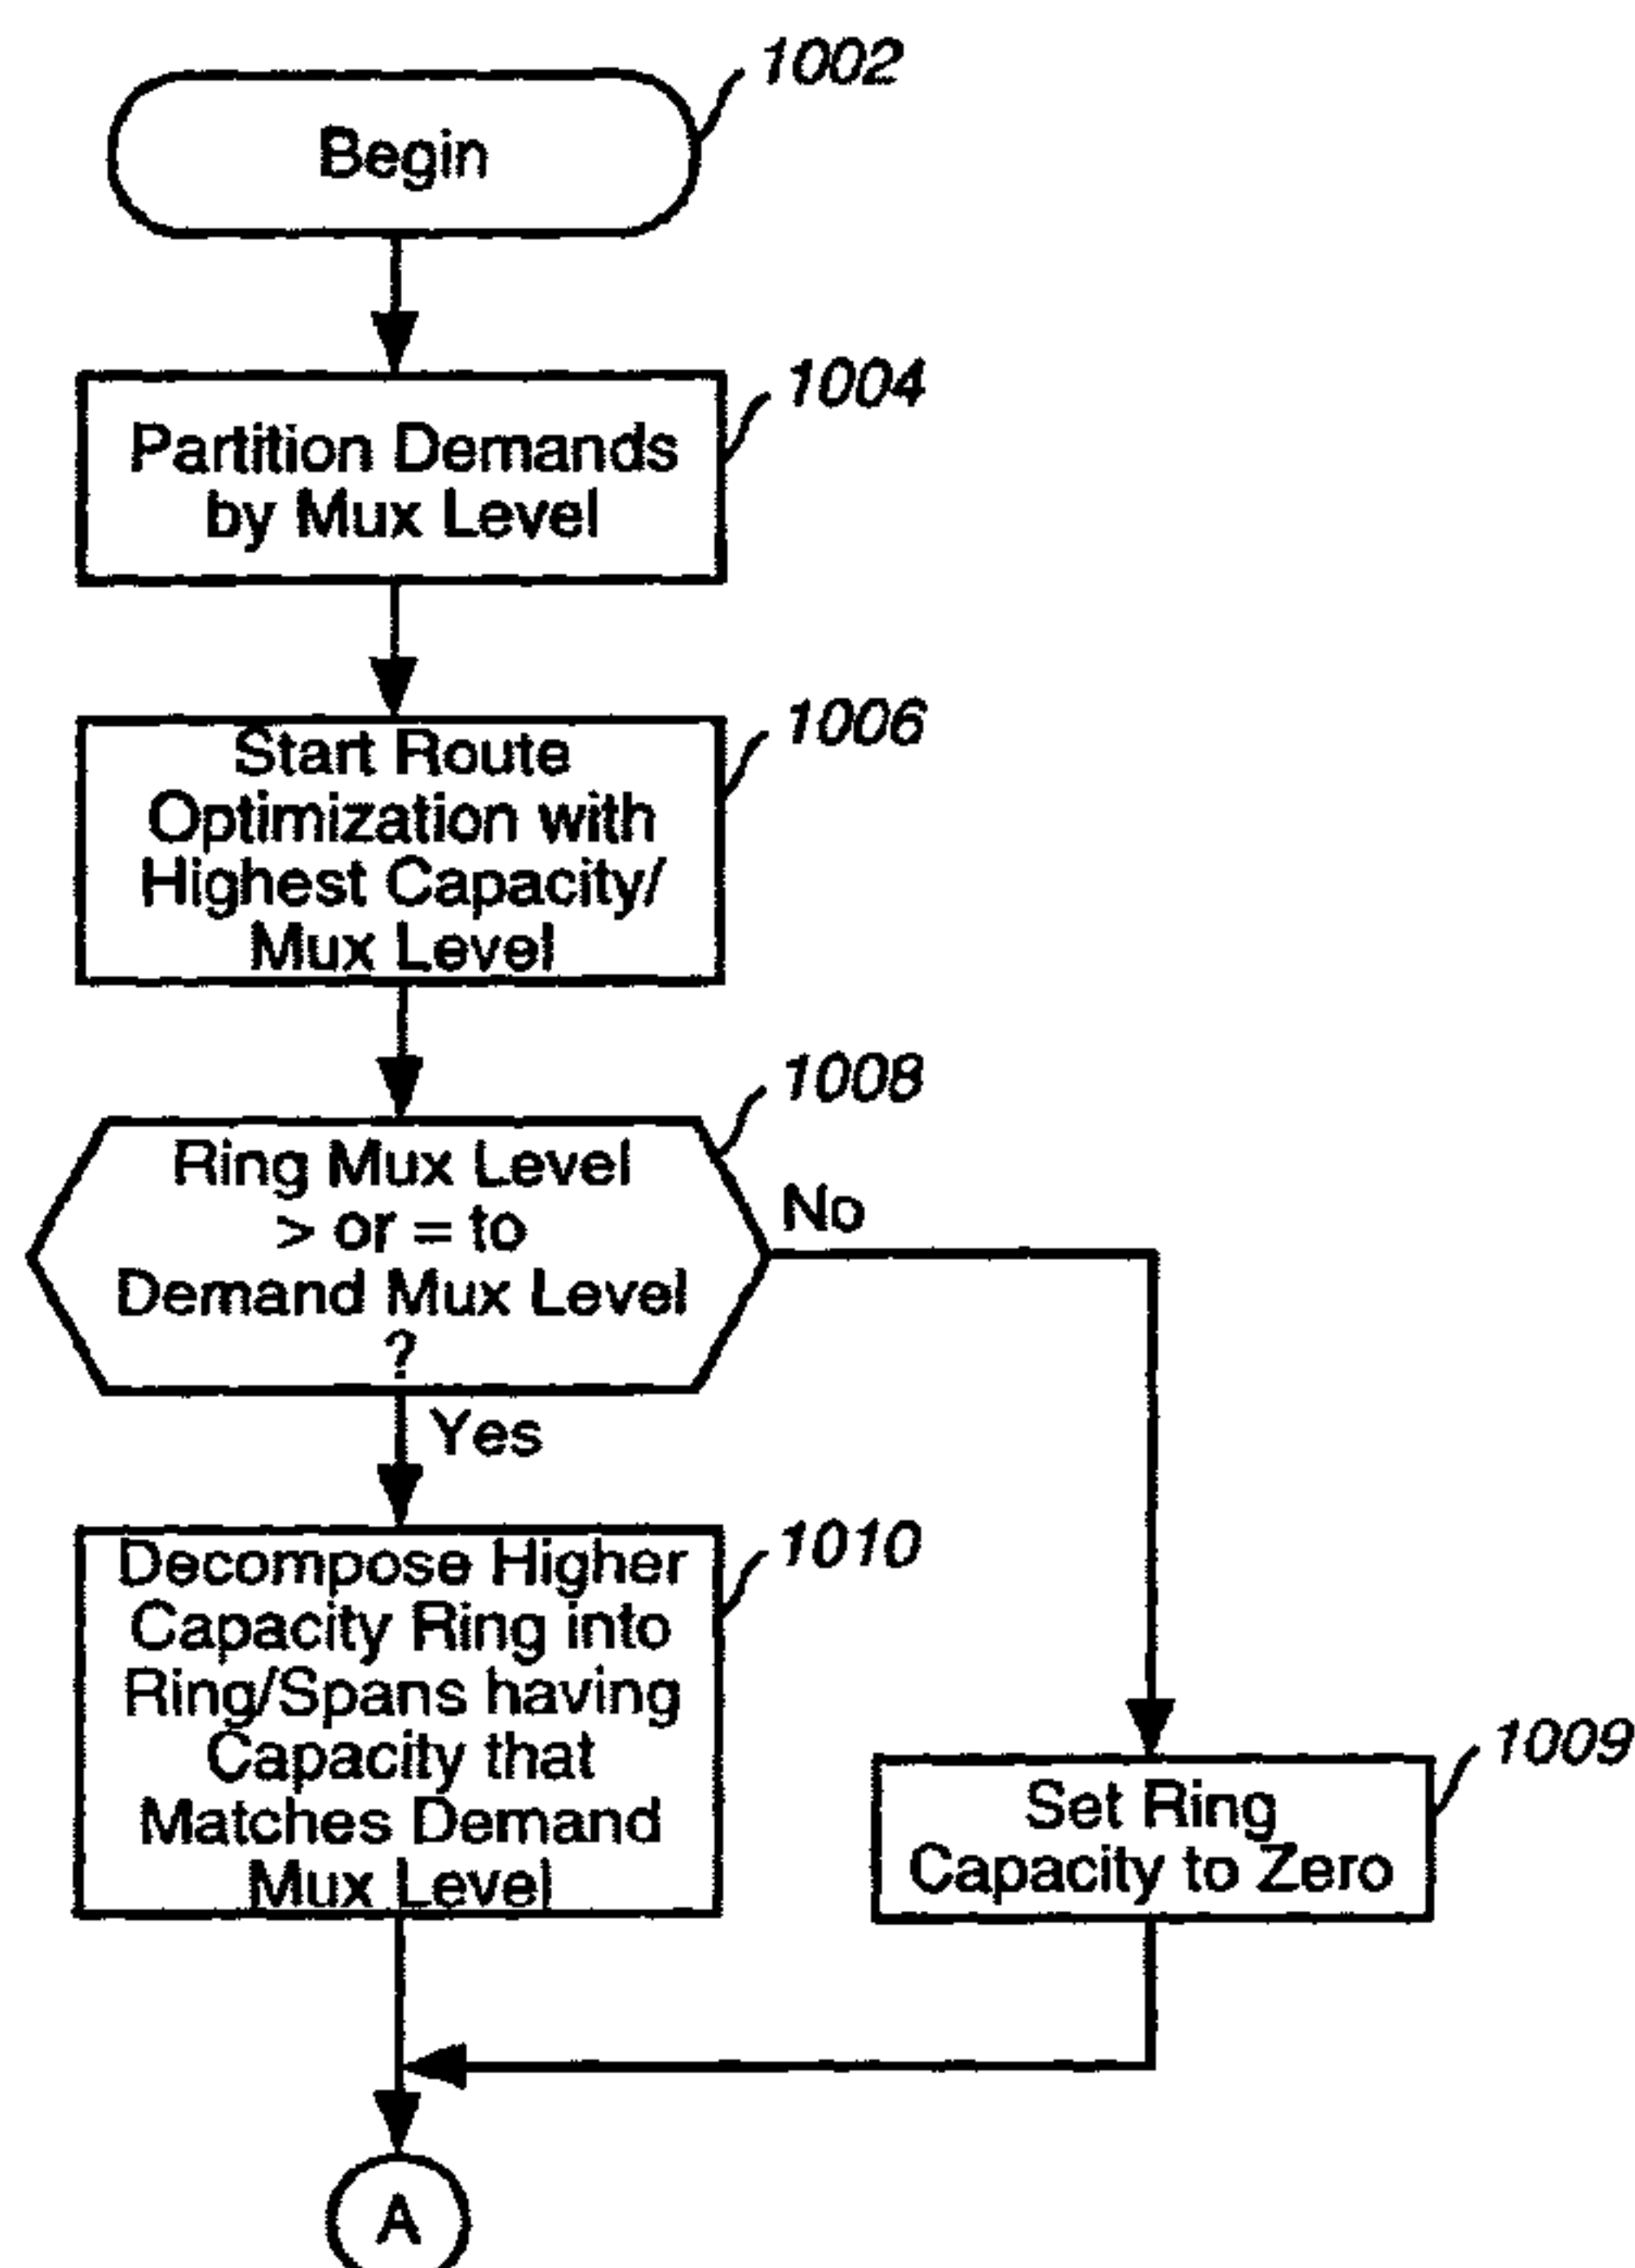 1002
Begin
1004
Partition Demands
by Mux Level
1006
Start Route
Optimization with
Highest Capacity/
Mux Level
1008
Ring Mux Level
> or = to
Demand Mux Level
?
No
Yes
1010
Decompose Higher
Capacity Ring into
Ring/Spans having
Capacity that
Matches Demand
Mux Level
1009
Set Ring
Capacity to Zero
A